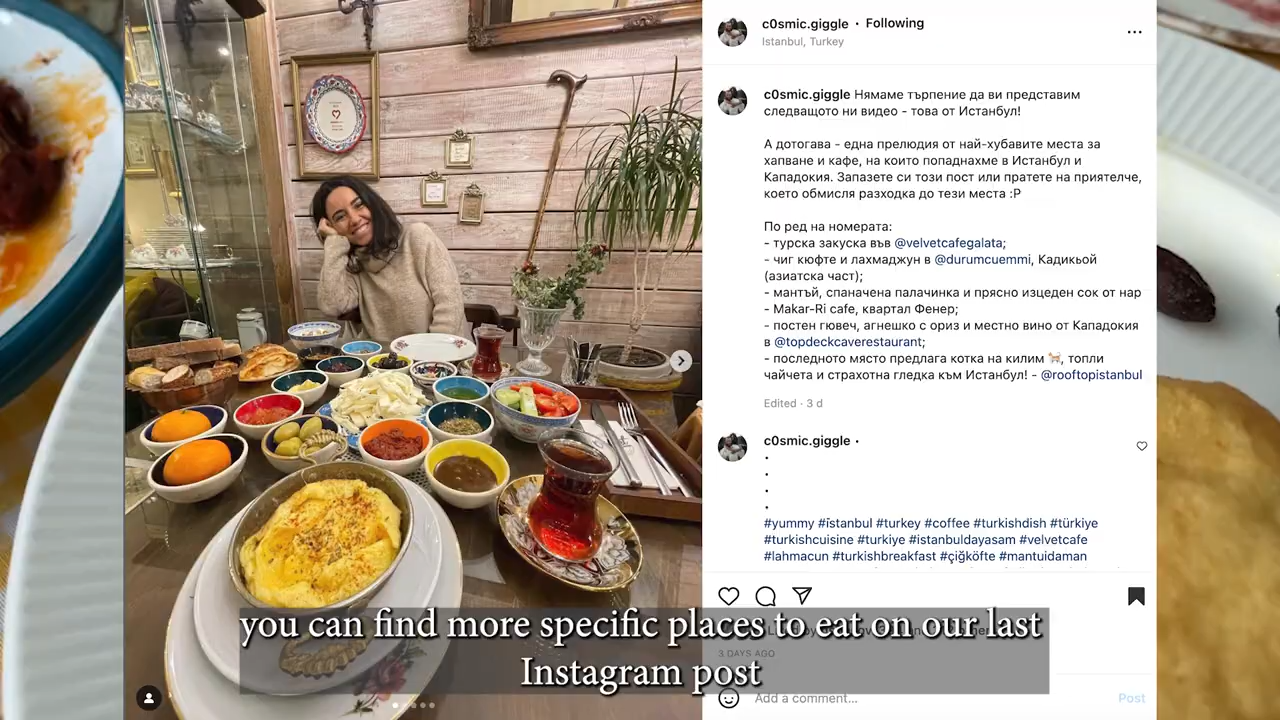 c0smic.giggle • Following
Istanbul, Turkey
c0smic.giggle Нямаме търпение да ви представим
следващото ни видео - това от Истанбул!
А дотогава - една прелюдия от най-хубавите места за
хапване и кафе, на които попаднахме в Истанбул и
Кападокия. Запазете си този пост или пратете на приятелче,
което обмисля разходка до тези места :P
По ред на номерата:
- турска закуска във @velvetcafegalata;
- чиг кюфте и лахмаджун в @durumcuemmi, Кадикьой
(азиатска част);
- мантъй, спаначена палачинка и прясно изцеден сок от нар
- Makar-Ri cafe, квартал Фенер;
- постен гювеч, агнешко с ориз и местно вино от Кападокия
в @topdeckcaverestaurant;
- последното място предлага котка на килим 🐈, топли
чайчета и страхотна гледка към Истанбул! - @rooftopistanbul
Edited · 3 d
c0smic.giggle •
•
•
•
•
#yummy #istanbul #turkey #coffee #turkishdish #türkiye
#turkishcuisine #turkiye #istanbuldayasam #velvetcafe
#lahmacun #turkishbreakfast #çiğköfte #mantuidaman
you can find more specific places to eat on our last
3 DAYS AGO
Instagram post
Add a comment...
Post